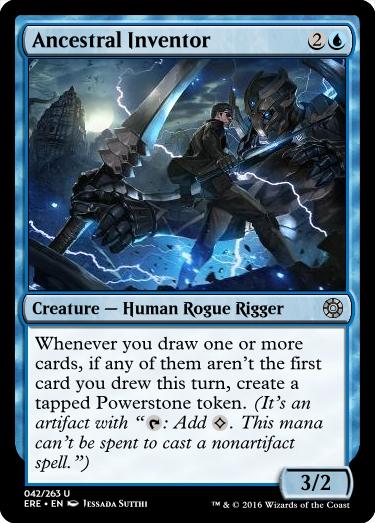 Ancestral Inventor 2
Creature — Human Rogue Rigger
Whenever you draw one or more
cards, if any of them aren't the first
card you drew this turn, create a
tapped Powerstone token. (It's an
artifact with “: Add . This mana
can't be spent to cast a nonartifact
spell.”)
3/2
042/263 U
ERE • EN Jessada Sutthi
™ & © 2016 Wizards of the Coast